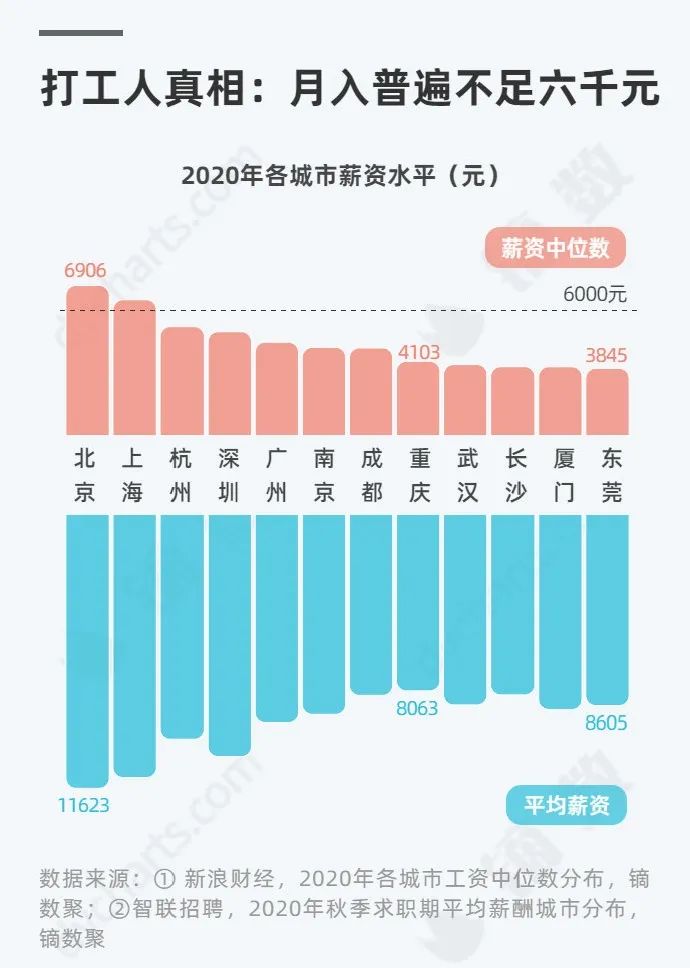 打工人真相：月入普遍不足六千元
2020年各城市薪资水平（元）
薪资中位数
6906
6000元
4103
3845
北京
上海
杭州
深圳
广州
南京
成都
重庆
武汉
长沙
厦门
东莞
8063
8605
11623
平均薪资
数据来源：① 新浪财经，2020年各城市工资中位数分布，镝
数聚；②智联招聘，2020年秋季求职期平均薪酬城市分布，
镝数聚